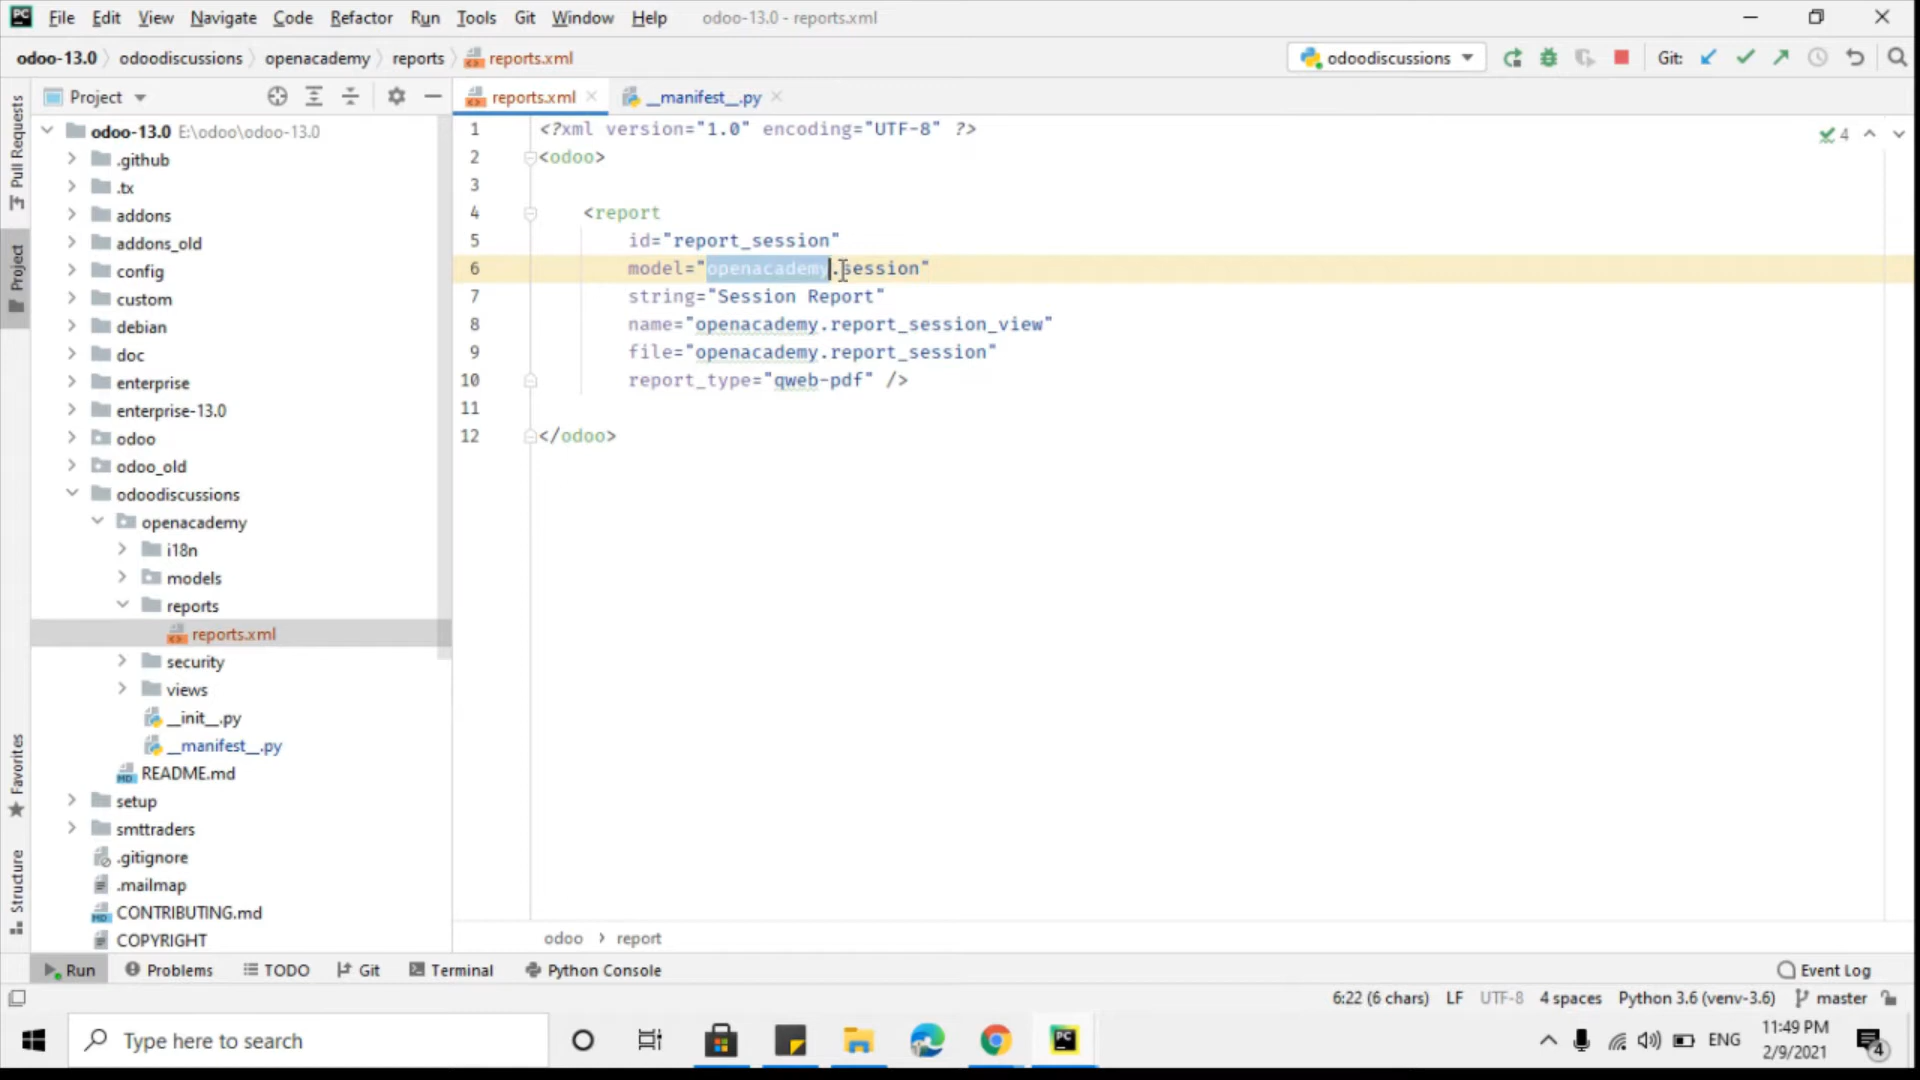 PC File Edit View Navigate Code Refactor Run Tools Git Window Help odoo-13.0 - reports.xml
odoo-13.0 odoodiscussions openacademy reports reports.xml odoodiscussions Git:
Project reports.xml __manifest__.py
Pull Requests
Project
Favorites
Structure
odoo-13.0 E:\odoo\odoo-13.0
.github
.tx
addons
addons_old
config
custom
debian
doc
enterprise
enterprise-13.0
odoo
odoo_old
odoodiscussions
openacademy
i18n
models
reports
reports.xml
security
views
__init__.py
__manifest__.py
README.md
setup
smttraders
.gitignore
.mailmap
CONTRIBUTING.md
COPYRIGHT
1 <?xml version="1.0" encoding="UTF-8" ?>
2 <odoo>
3
4 <report
5 id="report_session"
6 model="openacademy.session"
7 string="Session Report"
8 name="openacademy.report_session_view"
9 file="openacademy.report_session"
10 report_type="qweb-pdf" />
11
12 </odoo>
4
odoo > report
Run Problems TODO Git Terminal Python Console Event Log
6:22 (6 chars) LF UTF-8 4 spaces Python 3.6 (venv-3.6) master
Type here to search PC ENG
11:49 PM
2/9/2021
4